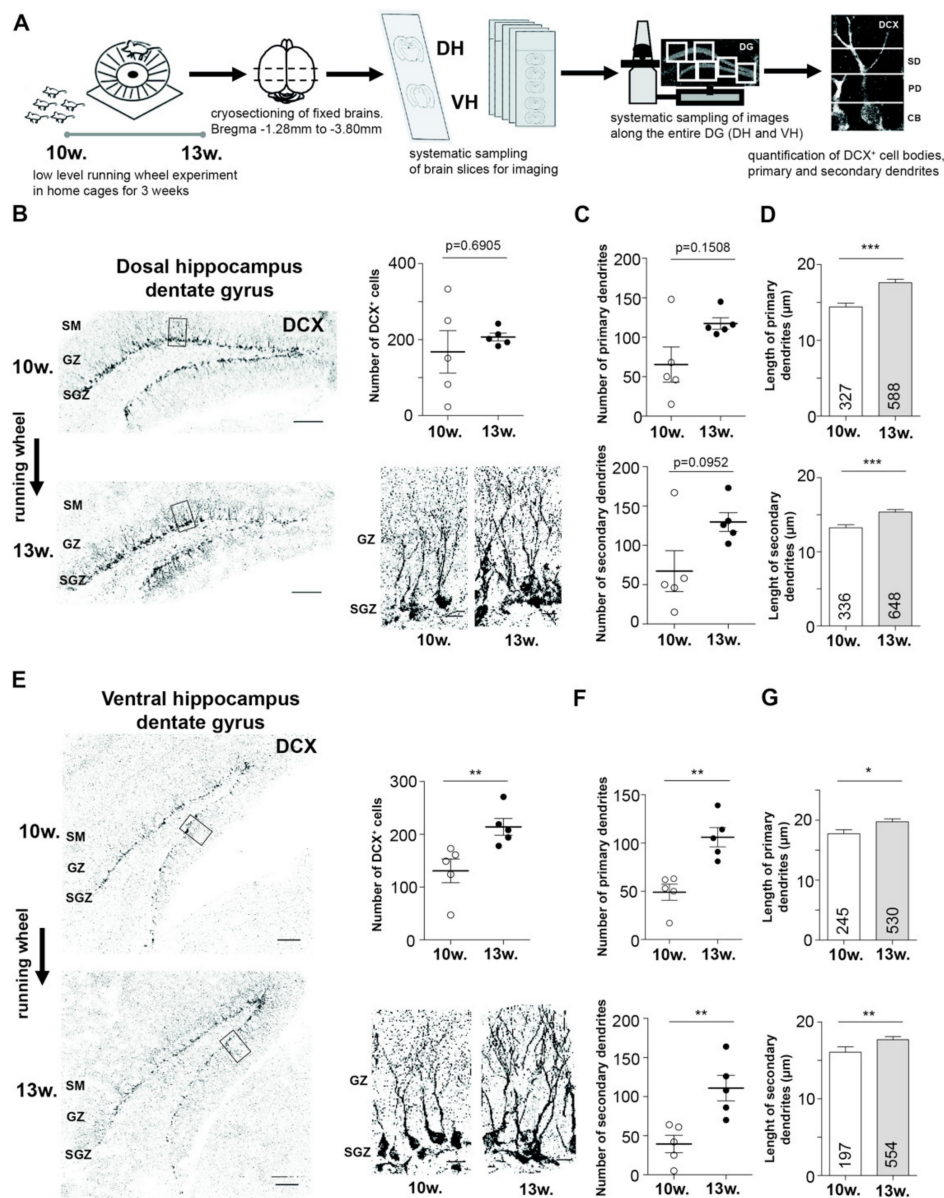 A
DH
VH
DG
DCX
SD
PD
CB
10w.
13w.
low level running wheel experiment
in home cages for 3 weeks
cryosectioning of fixed brains.
Bregma -1.28mm to -3.80mm
systematic sampling
of brain slices for imaging
systematic sampling of images
along the entire DG (DH and VH)
quantification of DCX⁺ cell bodies,
primary and secondary dendrites
B
Dosal hippocampus
dentate gyrus
DCX
SM
GZ
SGZ
10w.
running wheel
13w.
SM
GZ
SGZ
Number of DCX⁺ cells
p=0.6905
400
200
0
10w.
13w.
GZ
SGZ
10w.
13w.
C
Number of primary dendrites
p=0.1508
200
150
100
50
0
10w.
13w.
Number of secondary dendrites
p=0.0952
200
150
100
50
0
10w.
13w.
D
Length of primary
dendrites (µm)
***
20
10
0
327
588
10w.
13w.
Lenght of secondary
dendrites (µm)
***
20
10
0
336
648
10w.
13w.
E
Ventral hippocampus
dentate gyrus
DCX
10w.
SM
GZ
SGZ
running wheel
13w.
SM
GZ
SGZ
Number of DCX⁺ cells
**
300
200
100
0
10w.
13w.
GZ
SGZ
10w.
13w.
F
Number of primary dendrites
**
150
100
50
0
10w.
13w.
Number of secondary dendrites
**
200
150
100
50
0
10w.
13w.
G
Length of primary
dendrites (µm)
*
20
10
0
245
530
10w.
13w.
Lenght of secondary
dendrites (µm)
**
20
10
0
197
554
10w.
13w.